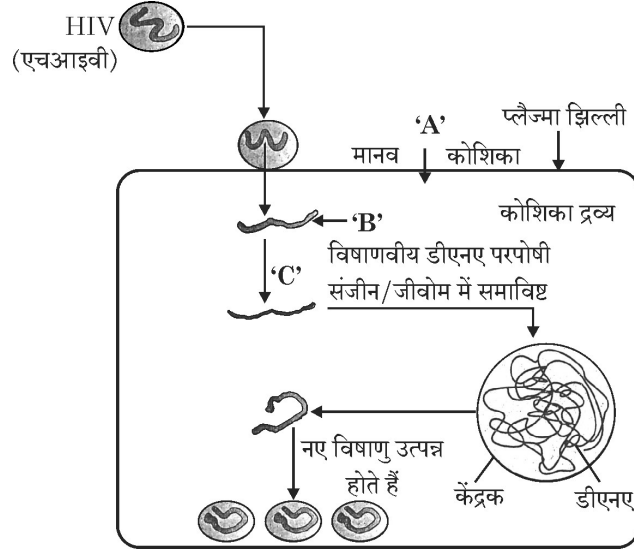 HIV
(एचआइवी)
'A'
प्लैज्मा झिल्ली
मानव कोशिका
कोशिका द्रव्य
'B'
विषाणवीय डीएनए परपोषी
'C'
संजीन/जीवोम में समाविष्ट
नए विषाणु उत्पन्न
होते हैं
केंद्रक
डीएनए